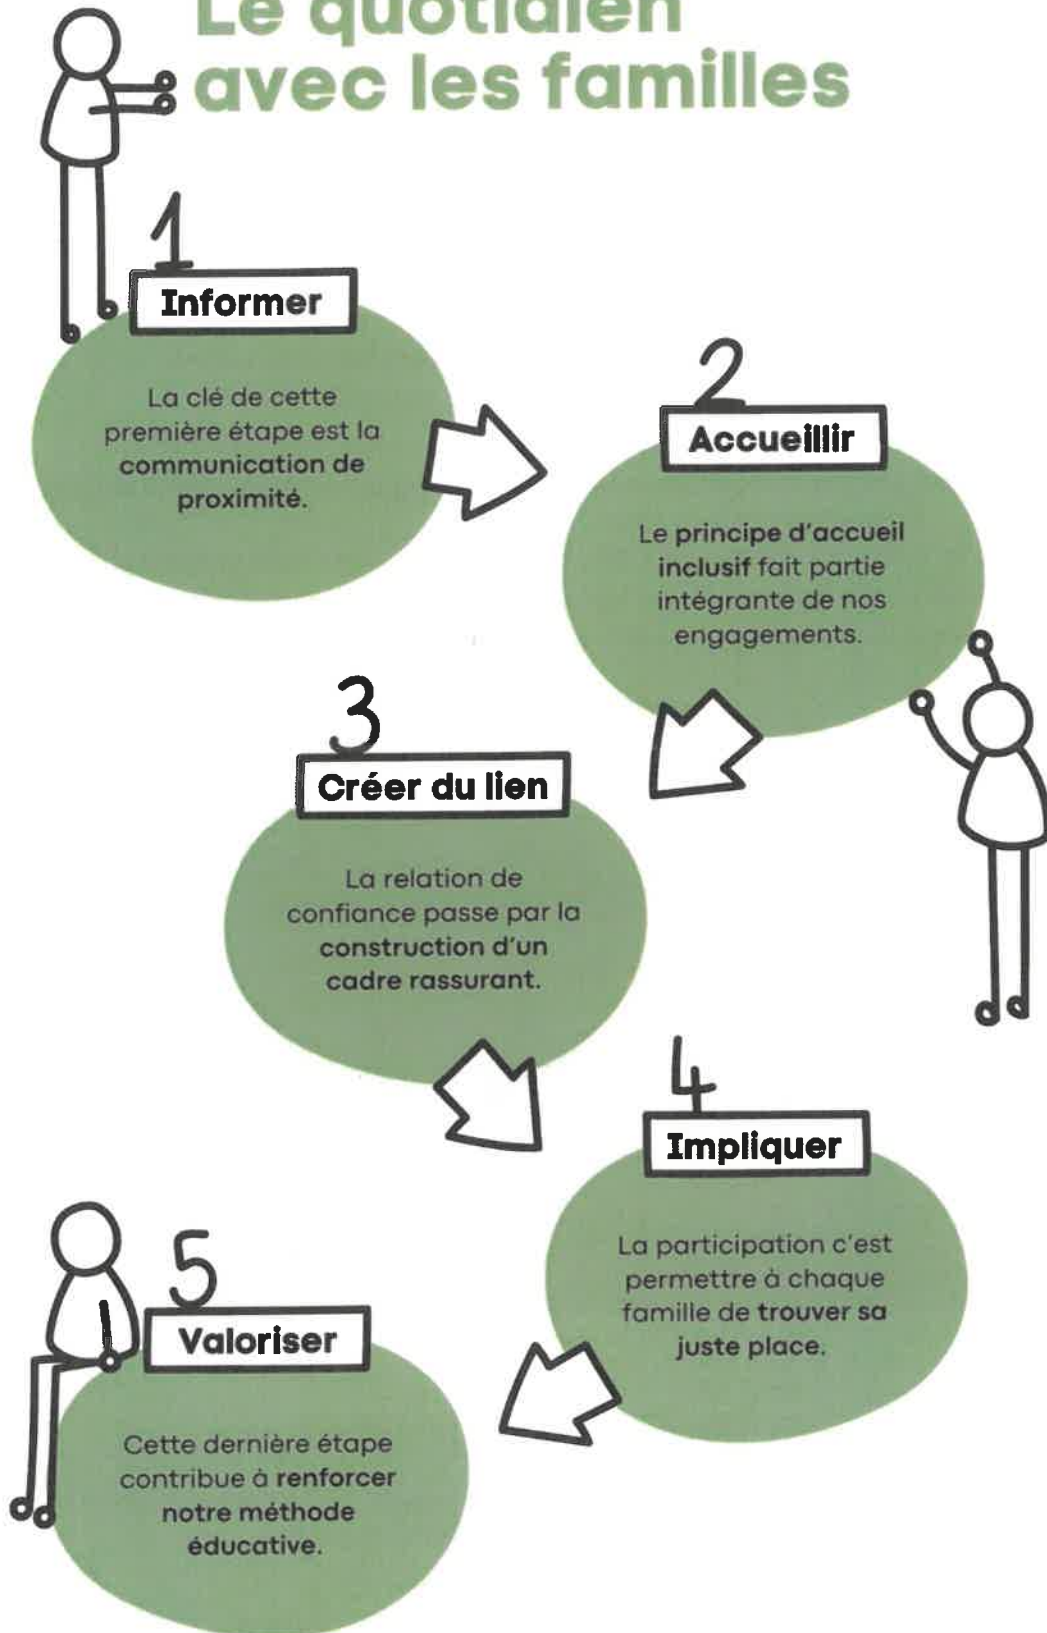 Le quotidien
avec les familles
1
Informer
La clé de cette
première étape est la
communication de
proximité.
2
Accueillir
Le principe d'accueil
inclusif fait partie
intégrante de nos
engagements.
3
Créer du lien
La relation de
confiance passe par la
construction d'un
cadre rassurant.
4
Impliquer
La participation c'est
permettre à chaque
famille de trouver sa
juste place.
5
Valoriser
Cette dernière étape
contribue à renforcer
notre méthode
éducative.